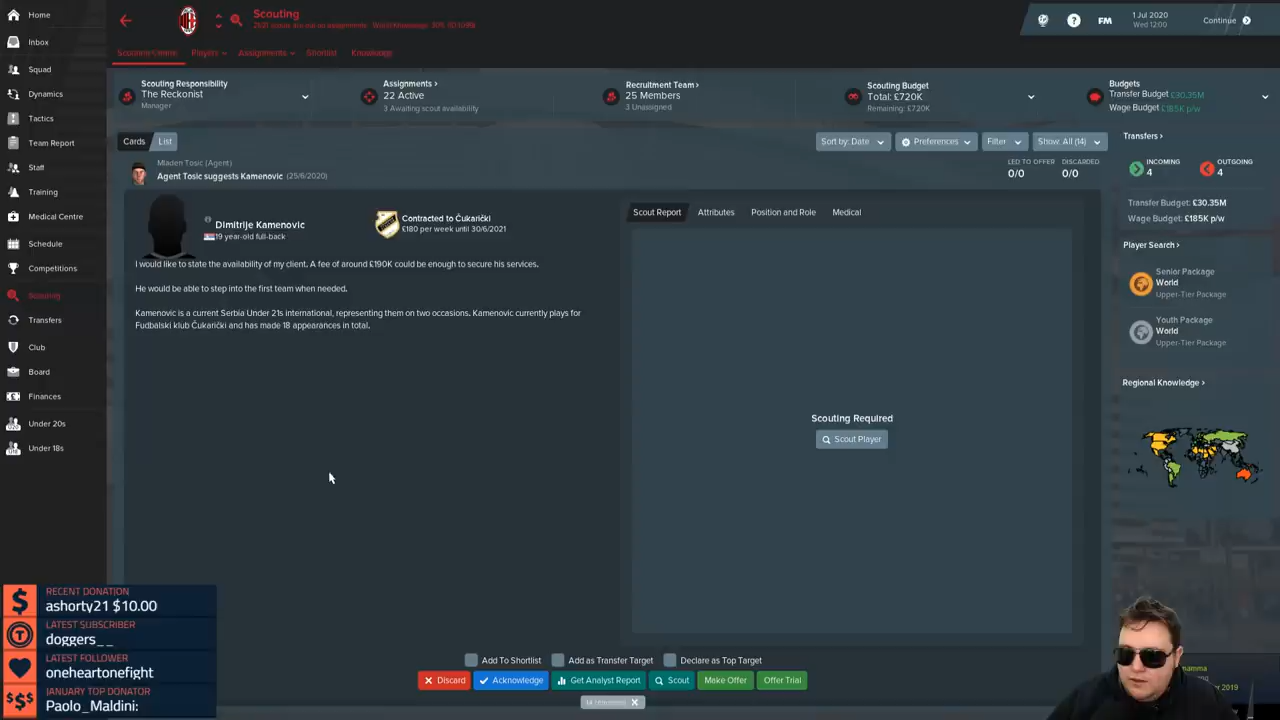 Home
Inbox
Squad
Dynamics
Tactics
Team Report
Staff
Training
Medical Centre
Schedule
Competitions
Scouting
Transfers
Club
Board
Finances
Under 20s
Under 18s
Scouting
FM
1 Jul 2020
Wed 12:00
Continue
Scouting Centre
Players
Assignments
Shortlist
Knowledge
Scouting Responsibility
The Reckonist
Manager
Assignments >
22 Active
3 Awaiting scout availability
Recruitment Team >
25 Members
3 Unassigned
Scouting Budget
Total: £720K
Remaining: £720K
Budgets
Transfer Budget £30.35M
Wage Budget £185K p/w
Cards
List
Sort by: Date
Preferences
Filter
Show: All (14)
Mladen Tosic (Agent)
Agent Tosic suggests Kamenovic (25/6/2020)
LED TO OFFER
0/0
DISCARDED
0/0
Dimitrije Kamenovic
19 year-old full-back
Contracted to Čukarički
£180 per week until 30/6/2021
I would like to state the availability of my client. A fee of around £190K could be enough to secure his services.
He would be able to step into the first team when needed.
Kamenovic is a current Serbia Under 21s international, representing them on two occasions. Kamenovic currently plays for
Fudbalski klub Čukarički and has made 18 appearances in total.
Scout Report
Attributes
Position and Role
Medical
Scouting Required
Scout Player
Add To Shortlist
Add as Transfer Target
Declare as Top Target
Discard
Acknowledge
Get Analyst Report
Scout
Make Offer
Offer Trial
Transfers >
INCOMING
4
OUTGOING
4
Transfer Budget: £30.35M
Wage Budget: £185K p/w
Player Search >
Senior Package
World
Upper-Tier Package
Youth Package
World
Upper-Tier Package
Regional Knowledge >
RECENT DONATION
ashorty21 $10.00
LATEST SUBSCRIBER
doggers__
LATEST FOLLOWER
oneheartonefight
JANUARY TOP DONATOR
Paolo_Maldini: